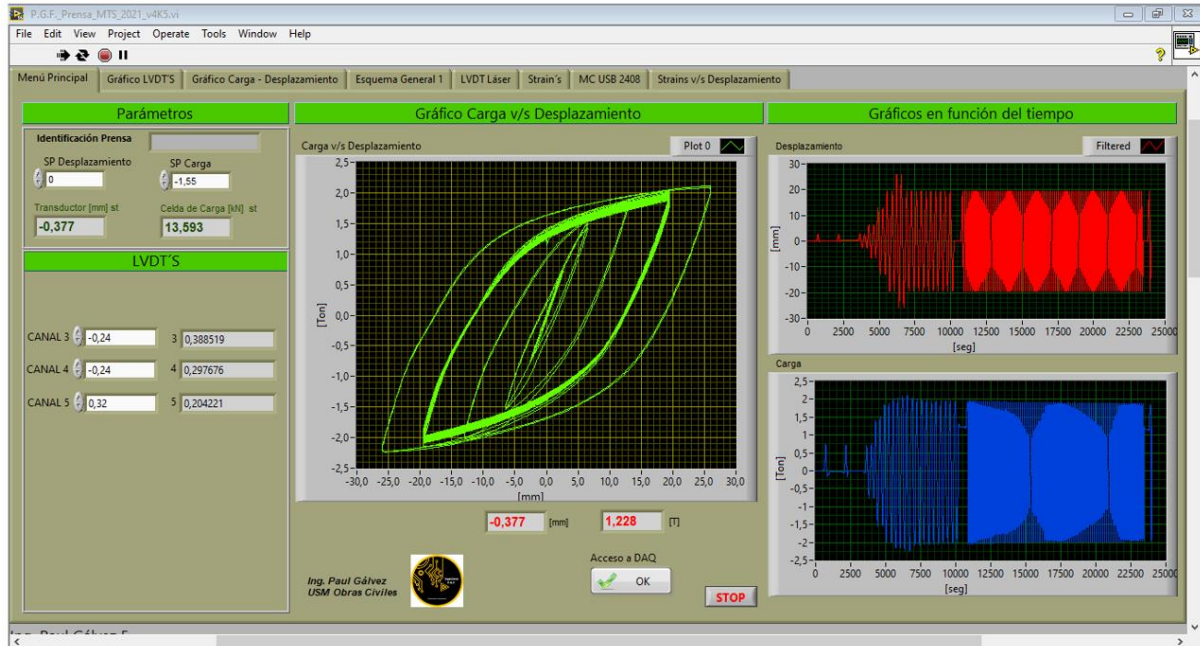 P.G.F._Prensa_MTS_2021_v4K5.vi
File Edit View Project Operate Tools Window Help
Menú Principal Gráfico LVDT'S Gráfico Carga - Desplazamiento Esquema General 1 LVDT Láser Strain's MC USB 2408 Strains v/s Desplazamiento
Parámetros
Identificación Prensa
SP Desplazamiento SP Carga
0 -1,55
Transductor [mm] st Celda de Carga [kN] st
-0,377 13,593
LVDT´S
CANAL 3 -0,24 3 0,388519
CANAL 4 -0,24 4 0,297676
CANAL 5 0,32 5 0,204221
Gráfico Carga v/s Desplazamiento
Carga v/s Desplazamiento Plot 0
2,5
2,0
1,5
1,0
0,5
0,0
-0,5
-1,0
-1,5
-2,0
-2,5
[Ton]
-30,0 -25,0 -20,0 -15,0 -10,0 -5,0 0,0 5,0 10,0 15,0 20,0 25,0 30,0
[mm]
-0,377 [mm] 1,228 [T]
Acceso a DAQ
OK
Ing. Paul Gálvez
USM Obras Civiles
STOP
Gráficos en función del tiempo
Desplazamiento Filtered
30
20
10
0
-10
-20
-30
[mm]
0 2500 5000 7500 10000 12500 15000 17500 20000 22500 25000
[seg]
Carga
2,5
2
1,5
1
0,5
0
-0,5
-1
-1,5
-2
-2,5
[Ton]
0 2500 5000 7500 10000 12500 15000 17500 20000 22500 25000
[seg]